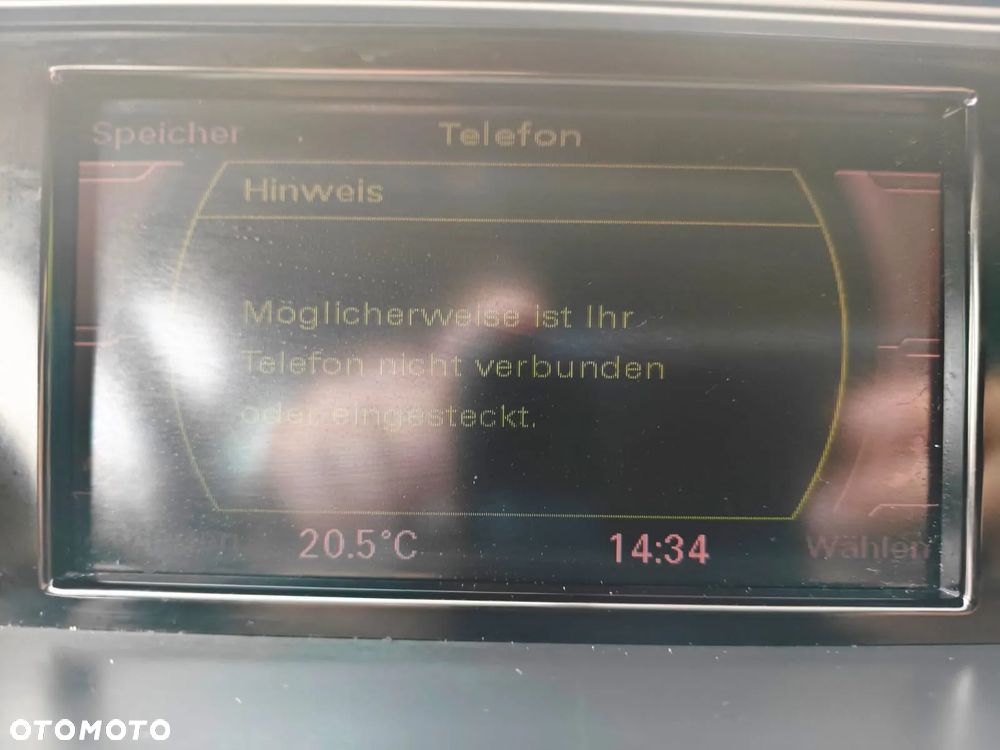 Speicher
Telefon
Hinweis
Möglicherweise ist Ihr
Telefon nicht verbunden
oder eingesteckt.
20.5°C
14:34
Wählen
OTOMOTO